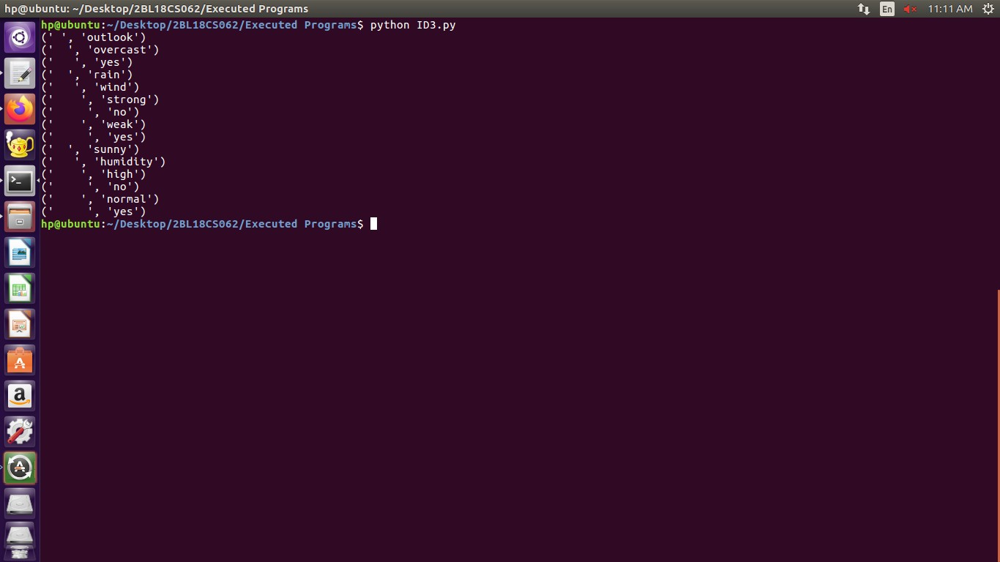 hp@ubuntu: ~/Desktop/2BL18CS062/Executed Programs
En
11:11 AM
hp@ubuntu:~/Desktop/2BL18CS062/Executed Programs$ python ID3.py
(' ', 'outlook')
('  ', 'overcast')
('   ', 'yes')
('  ', 'rain')
('   ', 'wind')
('    ', 'strong')
('     ', 'no')
('    ', 'weak')
('     ', 'yes')
('  ', 'sunny')
('   ', 'humidity')
('    ', 'high')
('     ', 'no')
('    ', 'normal')
('     ', 'yes')
hp@ubuntu:~/Desktop/2BL18CS062/Executed Programs$